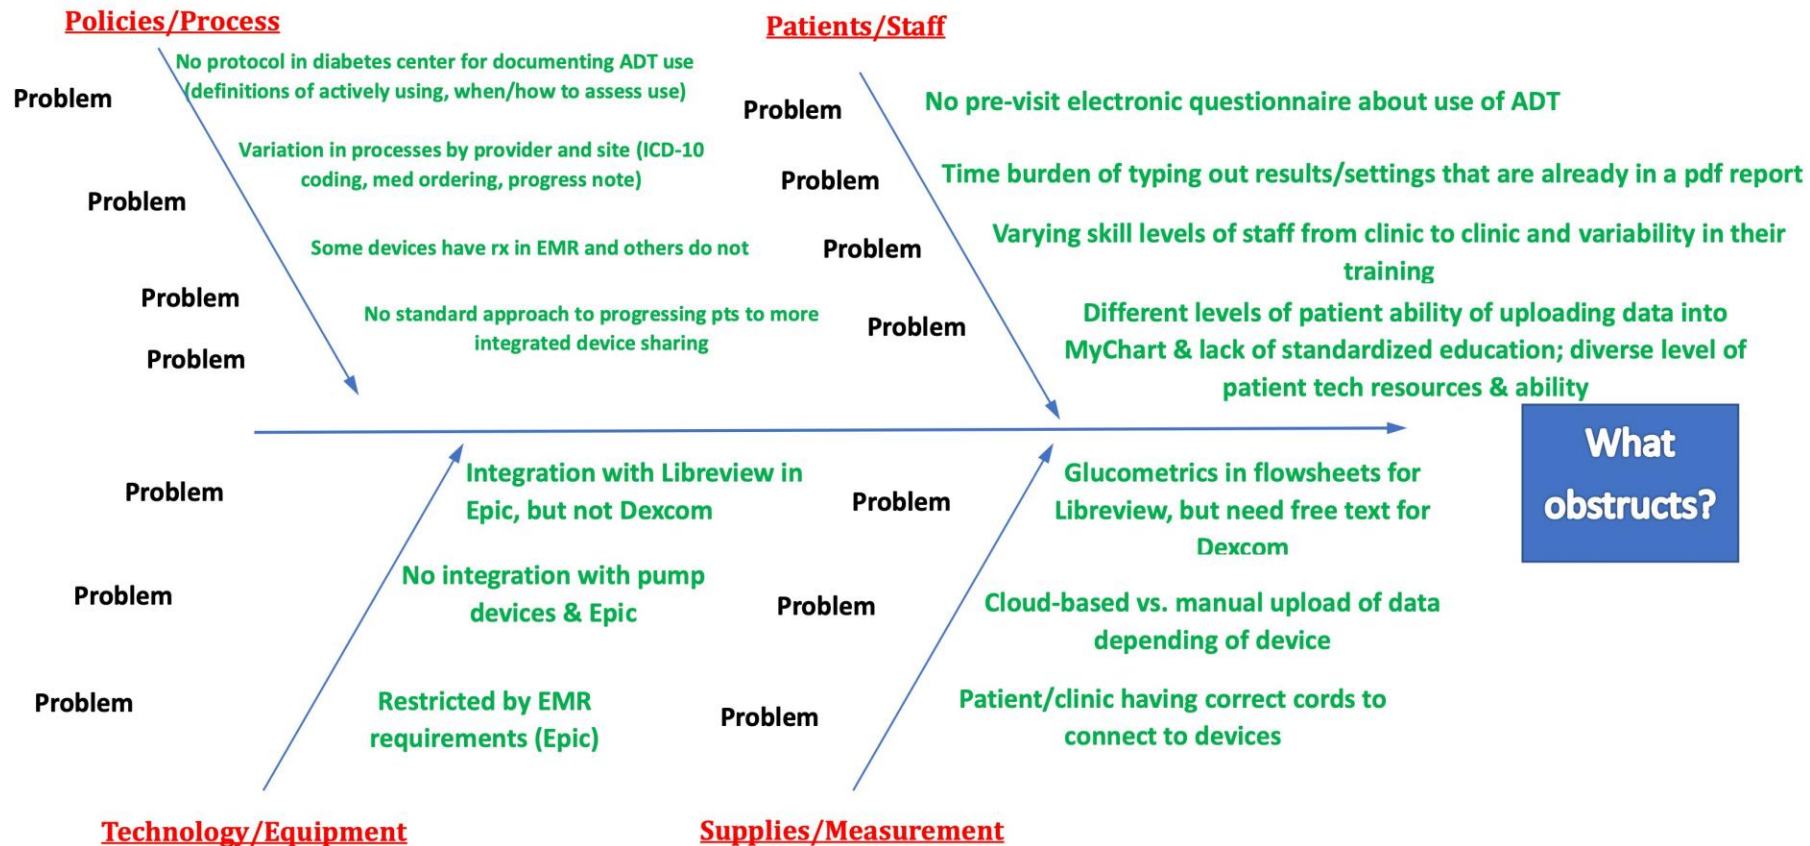 Policies/Process
No protocol in diabetes center for documenting ADT use
(definitions of actively using, when/how to assess use)
Problem
Variation in processes by provider and site (ICD-10
coding, med ordering, progress note)
Problem
Some devices have rx in EMR and others do not
Problem
No standard approach to progressing pts to more
integrated device sharing
Problem
Patients/Staff
Problem
No pre-visit electronic questionnaire about use of ADT
Problem
Time burden of typing out results/settings that are already in a pdf report
Problem
Varying skill levels of staff from clinic to clinic and variability in their
training
Problem
Different levels of patient ability of uploading data into
MyChart & lack of standardized education; diverse level of
patient tech resources & ability
What
obstructs?
Problem
Integration with Libreview in
Epic, but not Dexcom
Problem
No integration with pump
devices & Epic
Problem
Restricted by EMR
requirements (Epic)
Technology/Equipment
Problem
Glucometrics in flowsheets for
Libreview, but need free text for
Dexcom
Problem
Cloud-based vs. manual upload of data
depending of device
Problem
Patient/clinic having correct cords to
connect to devices
Supplies/Measurement